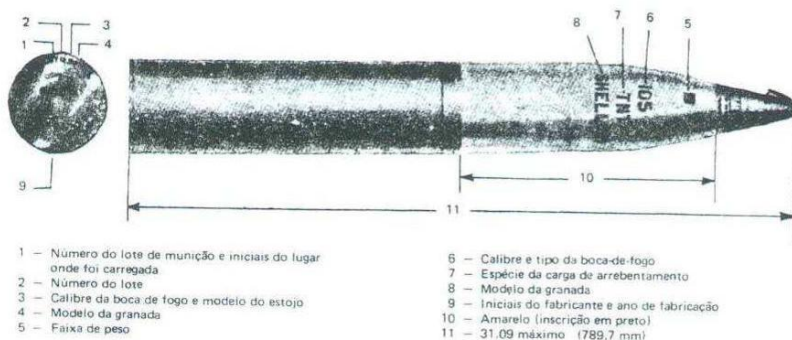 2
3
1
4
8
7
6
5
105
TNT
SHELL
9
10
11
1 — Número do lote de munição e iniciais do lugar
onde foi carregada
2 — Número do lote
3 — Calibre da boca de fogo e modelo do estojo
4 — Modelo da granada
5 — Faixa de peso
6 — Calibre e tipo da boca-de-fogo
7 — Espécie da carga de arrebentamento
8 — Modelo da granada
9 — Iniciais do fabricante e ano de fabricação
10 — Amarelo (inscrição em preto)
11 — 31.09 máximo (789.7 mm)